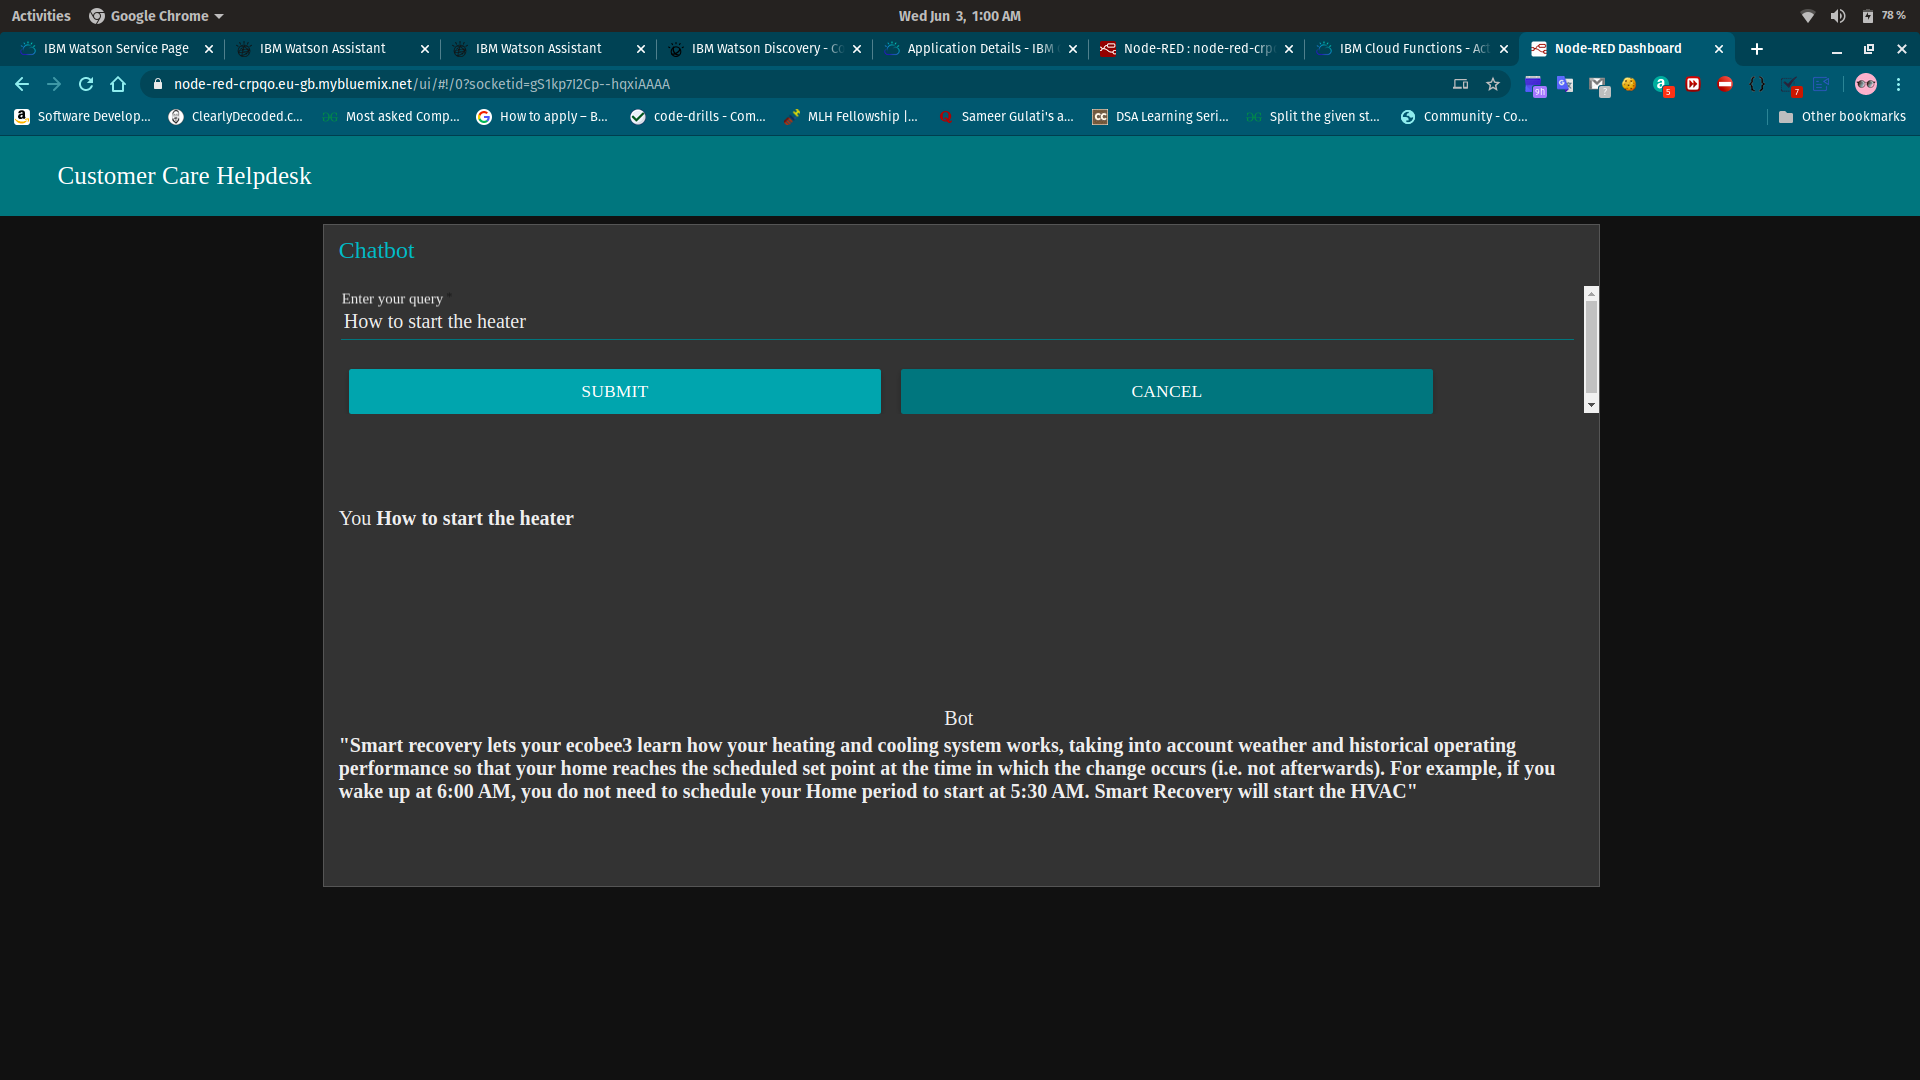 Activities Google Chrome Wed Jun 3, 1:00 AM 78 %
IBM Watson Service Page IBM Watson Assistant IBM Watson Assistant IBM Watson Discovery - Co Application Details - IBM Node-RED : node-red-crp IBM Cloud Functions - Act Node-RED Dashboard
node-red-crpqo.eu-gb.mybluemix.net/ui/#!/0?socketid=gS1kp7I2Cp--hqxiAAAA 9h ? 5 7
Software Develop... ClearlyDecoded.c... Most asked Comp... How to apply – B... code-drills - Com... MLH Fellowship |... Sameer Gulati's a... DSA Learning Seri... Split the given st... Community - Co... Other bookmarks
Customer Care Helpdesk
Chatbot
Enter your query *
How to start the heater
SUBMIT CANCEL
You How to start the heater
Bot
"Smart recovery lets your ecobee3 learn how your heating and cooling system works, taking into account weather and historical operating
performance so that your home reaches the scheduled set point at the time in which the change occurs (i.e. not afterwards). For example, if you
wake up at 6:00 AM, you do not need to schedule your Home period to start at 5:30 AM. Smart Recovery will start the HVAC"